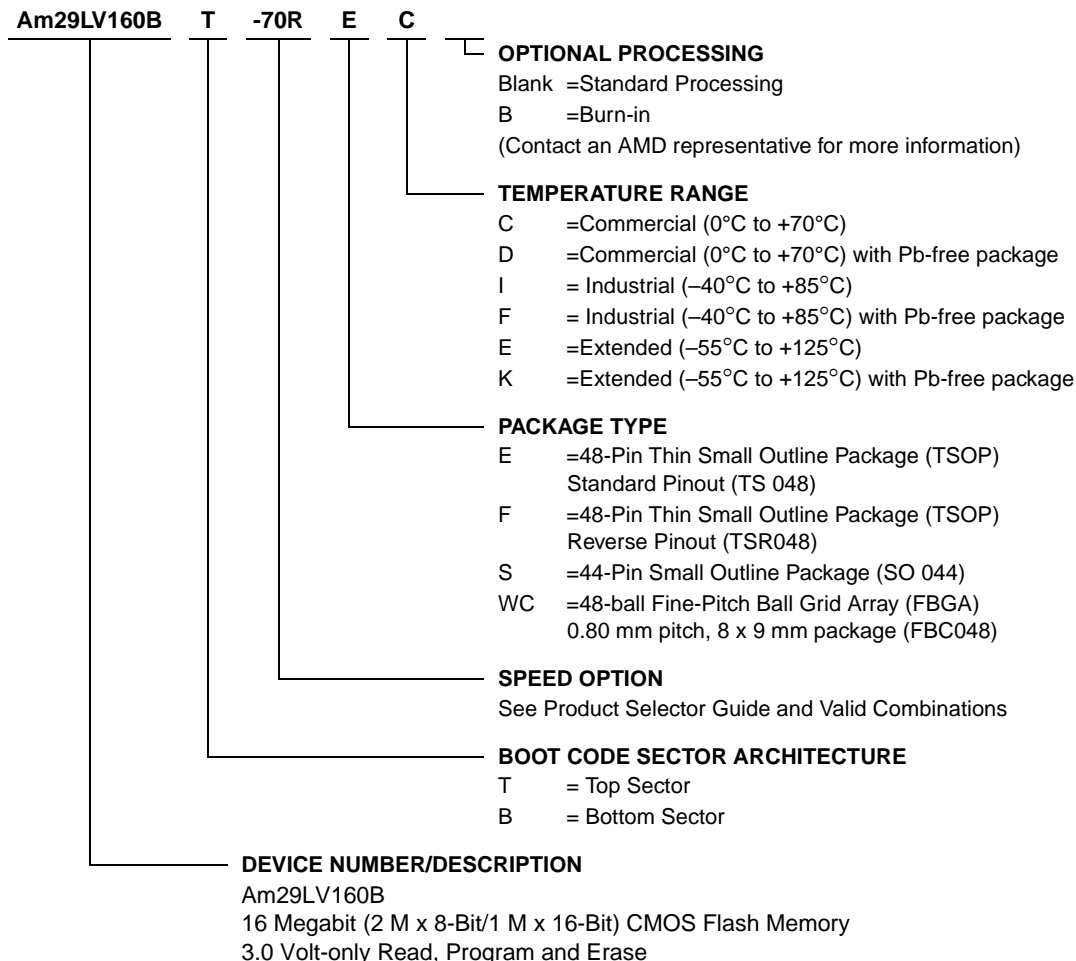 Am29LV160B T -70R E C
OPTIONAL PROCESSING
Blank =Standard Processing
B =Burn-in
(Contact an AMD representative for more information)
TEMPERATURE RANGE
C =Commercial (0°C to +70°C)
D =Commercial (0°C to +70°C) with Pb-free package
I = Industrial (–40°C to +85°C)
F = Industrial (–40°C to +85°C) with Pb-free package
E =Extended (–55°C to +125°C)
K =Extended (–55°C to +125°C) with Pb-free package
PACKAGE TYPE
E =48-Pin Thin Small Outline Package (TSOP)
Standard Pinout (TS 048)
F =48-Pin Thin Small Outline Package (TSOP)
Reverse Pinout (TSR048)
S =44-Pin Small Outline Package (SO 044)
WC =48-ball Fine-Pitch Ball Grid Array (FBGA)
0.80 mm pitch, 8 x 9 mm package (FBC048)
SPEED OPTION
See Product Selector Guide and Valid Combinations
BOOT CODE SECTOR ARCHITECTURE
T = Top Sector
B = Bottom Sector
DEVICE NUMBER/DESCRIPTION
Am29LV160B
16 Megabit (2 M x 8-Bit/1 M x 16-Bit) CMOS Flash Memory
3.0 Volt-only Read, Program and Erase